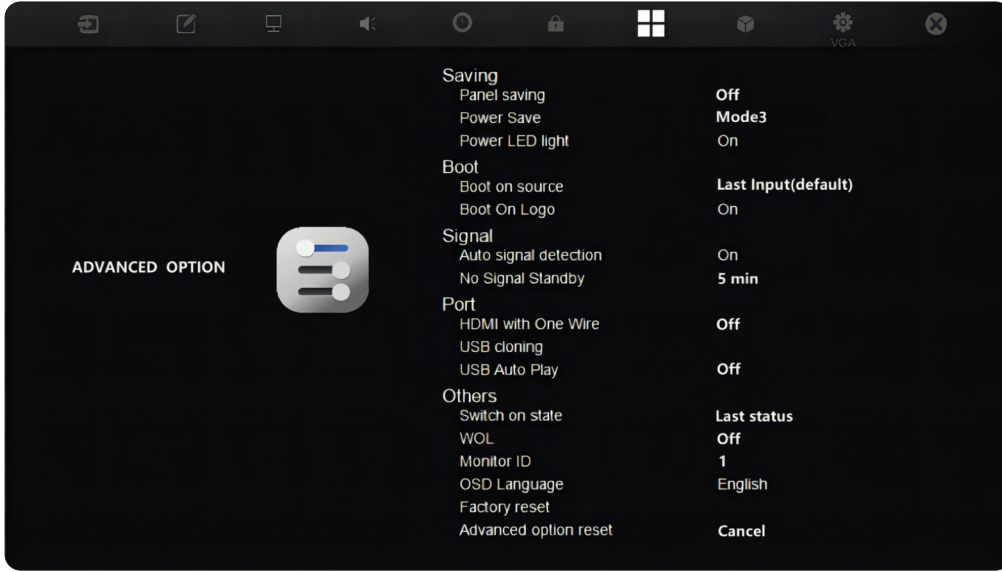 VGA
Saving
Panel saving Off
Power Save Mode3
Power LED light On
Boot
Boot on source Last Input(default)
Boot On Logo On
Signal
Auto signal detection On
ADVANCED OPTION
No Signal Standby 5 min
Port
HDMI with One Wire Off
USB cloning
USB Auto Play Off
Others
Switch on state Last status
WOL Off
Monitor ID 1
OSD Language English
Factory reset
Advanced option reset Cancel